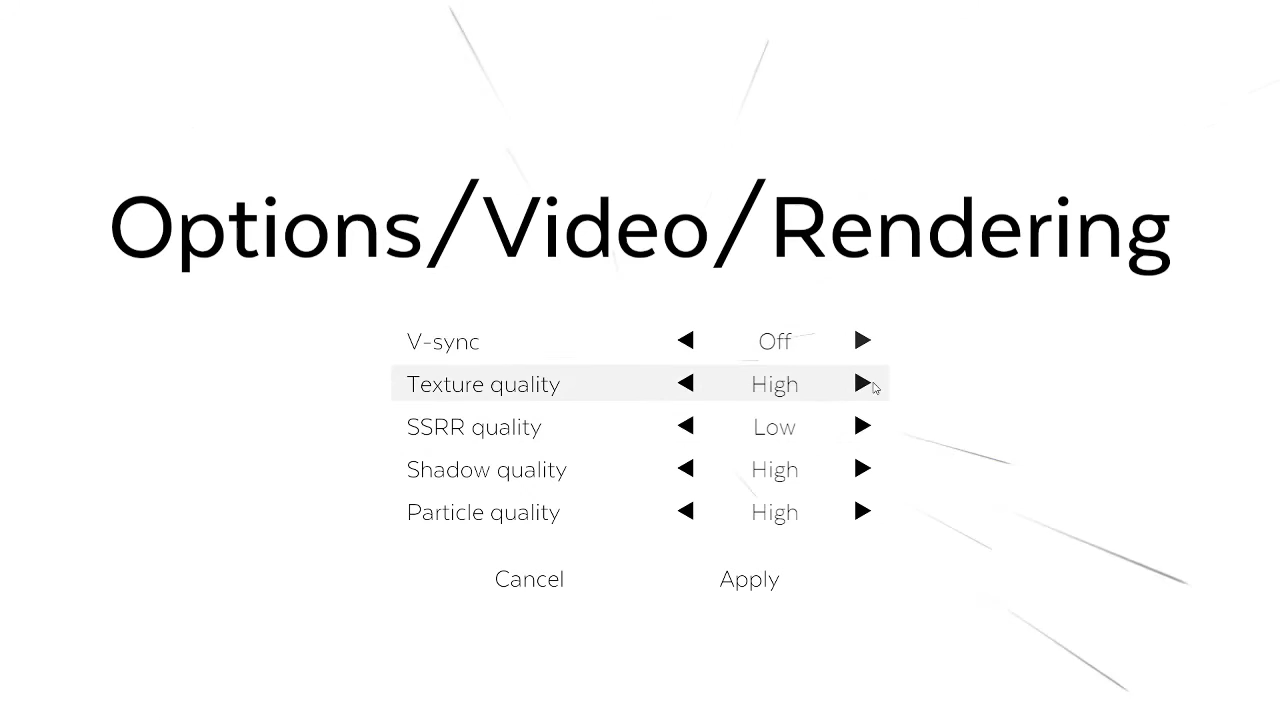 Options/Video/Rendering
V-sync Off
Texture quality High
SSRR quality Low
Shadow quality High
Particle quality High
Cancel Apply